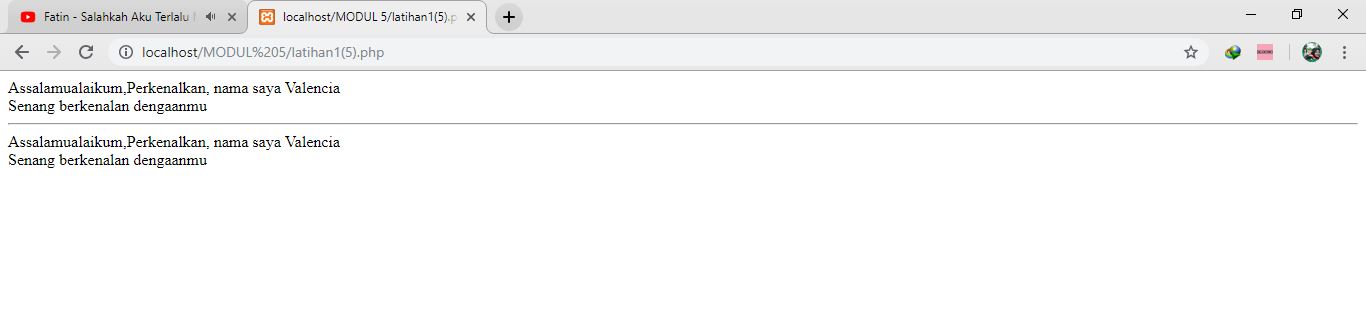 Fatin - Salahkah Aku Terlalu
localhost/MODUL 5/latihan1(5).p
localhost/MODUL%205/latihan1(5).php
Assalamualaikum,Perkenalkan, nama saya Valencia
Senang berkenalan dengaanmu
Assalamualaikum,Perkenalkan, nama saya Valencia
Senang berkenalan dengaanmu